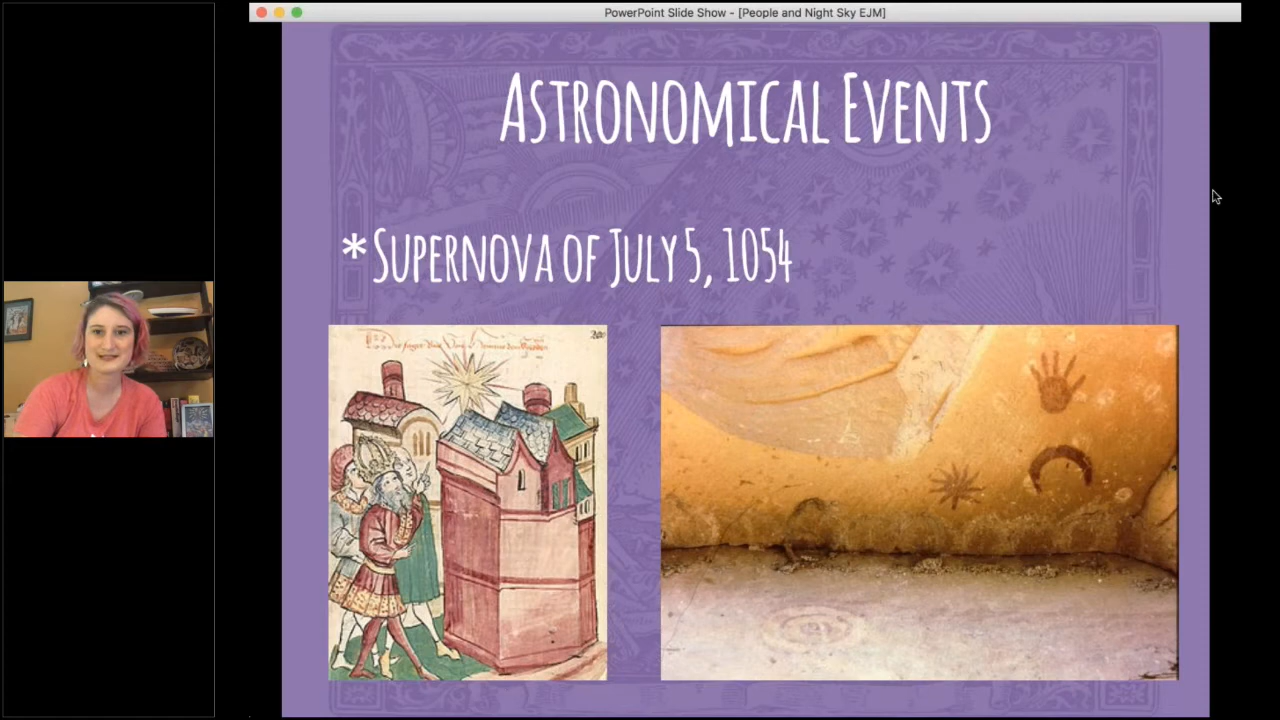 PowerPoint Slide Show - [People and Night Sky EJM]
Astronomical Events
* Supernova of July 5, 1054